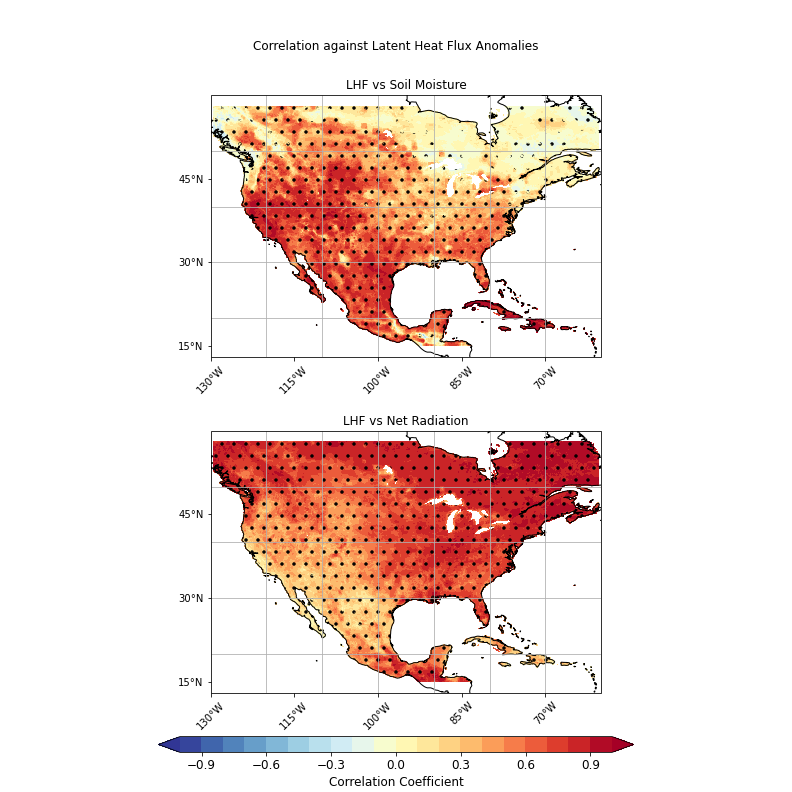 Correlation against Latent Heat Flux Anomalies
LHF vs Soil Moisture
45°N
30°N
15°N
130°W 115°W 100°W 85°W 70°W
LHF vs Net Radiation
45°N
30°N
15°N
130°W 115°W 100°W 85°W 70°W
−0.9 −0.6 −0.3 0.0 0.3 0.6 0.9
Correlation Coefficient